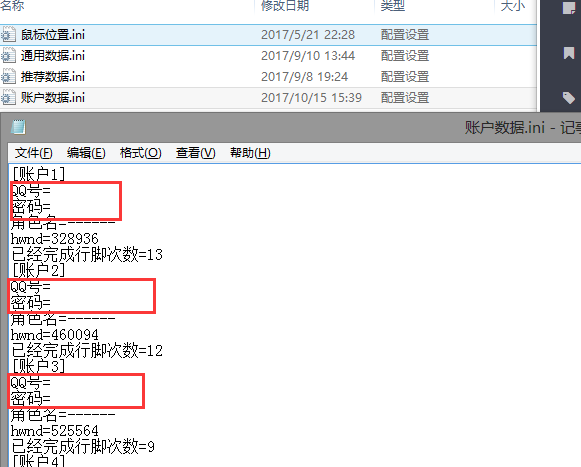 名称 修改日期 类型 大小
鼠标位置.ini 2017/5/21 22:28 配置设置
通用数据.ini 2017/9/10 13:44 配置设置
推荐数据.ini 2017/9/8 19:24 配置设置
账户数据.ini 2017/10/15 15:39 配置设置
账户数据.ini - 记事
文件(F) 编辑(E) 格式(O) 查看(V) 帮助(H)
[账户1]
QQ号=
密码=
角色名=------
hwnd=328936
已经完成行脚次数=13
[账户2]
QQ号=
密码=
角色名=------
hwnd=460094
已经完成行脚次数=12
[账户3]
QQ号=
密码=
角色名=------
hwnd=525564
已经完成行脚次数=9
[账户4]